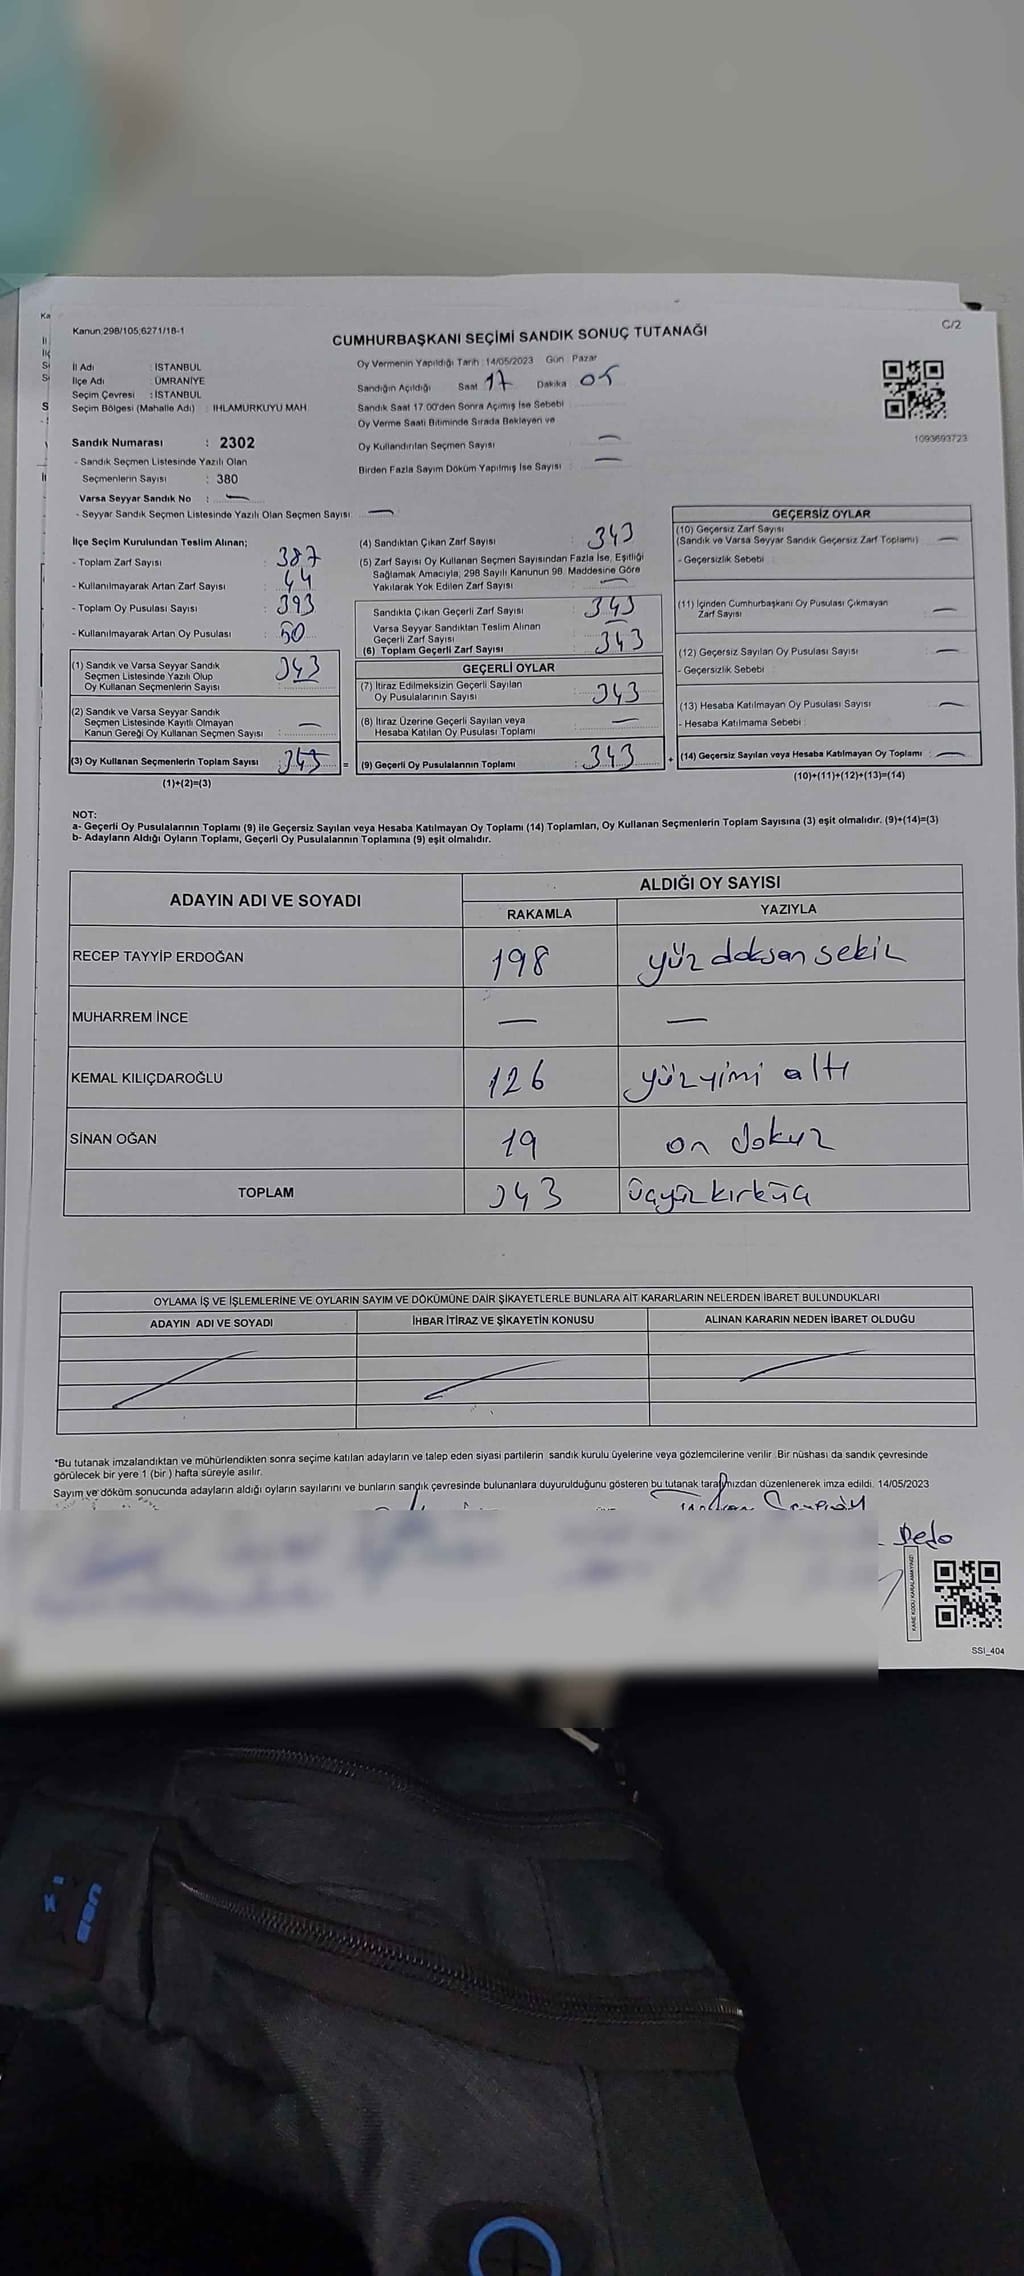 Kanun:298/105;6271/18-1
C/2
CUMHURBAŞKANI SEÇİMİ SANDIK SONUÇ TUTANAĞI
İl Adı : İSTANBUL
İlçe Adı : ÜMRANİYE
Seçim Çevresi : İSTANBUL
Seçim Bölgesi (Mahalle Adı) : IHLAMURKUYU MAH
Oy Vermenin Yapıldığı Tarih : 14/05/2023 Gün : Pazar
Sandığın Açıldığı Saat 17 Dakika 05
Sandık Saat 17.00'den Sonra Açılmış İse Sebebi
Oy Verme Saati Bitiminde Sırada Bekleyen ve
Oy Kullandırılan Seçmen Sayısı : —
Birden Fazla Sayım Döküm Yapılmış İse Sayısı : —
1093693723
Sandık Numarası : 2302
- Sandık Seçmen Listesinde Yazılı Olan
Seçmenlerin Sayısı : 380
Varsa Seyyar Sandık No : —
- Seyyar Sandık Seçmen Listesinde Yazılı Olan Seçmen Sayısı : —
İlçe Seçim Kurulundan Teslim Alınan;
- Toplam Zarf Sayısı : 387
- Kullanılmayarak Artan Zarf Sayısı : 44
- Toplam Oy Pusulası Sayısı : 393
- Kullanılmayarak Artan Oy Pusulası : 50
(1) Sandık ve Varsa Seyyar Sandık
Seçmen Listesinde Yazılı Olup
Oy Kullanan Seçmenlerin Sayısı : 343
(2) Sandık ve Varsa Seyyar Sandık
Seçmen Listesinde Kayıtlı Olmayan
Kanun Gereği Oy Kullanan Seçmen Sayısı : —
(3) Oy Kullanan Seçmenlerin Toplam Sayısı : 343 =
(1)+(2)=(3)
(4) Sandıktan Çıkan Zarf Sayısı : 343
(5) Zarf Sayısı Oy Kullanan Seçmen Sayısından Fazla İse, Eşitliği
Sağlamak Amacıyla; 298 Sayılı Kanunun 98. Maddesine Göre
Yakılarak Yok Edilen Zarf Sayısı : —
Sandıkta Çıkan Geçerli Zarf Sayısı : 343
Varsa Seyyar Sandıktan Teslim Alınan
Geçerli Zarf Sayısı : —
(6) Toplam Geçerli Zarf Sayısı : 343
GEÇERLİ OYLAR
(7) İtiraz Edilmeksizin Geçerli Sayılan
Oy Pusulalarının Sayısı : 343
(8) İtiraz Üzerine Geçerli Sayılan veya
Hesaba Katılan Oy Pusulası Toplamı : —
(9) Geçerli Oy Pusulalarının Toplamı : 343 +
GEÇERSİZ OYLAR
(10) Geçersiz Zarf Sayısı
(Sandık ve Varsa Seyyar Sandık Geçersiz Zarf Toplamı) : —
- Geçersizlik Sebebi :
(11) İçinden Cumhurbaşkanı Oy Pusulası Çıkmayan
Zarf Sayısı : —
(12) Geçersiz Sayılan Oy Pusulası Sayısı : —
- Geçersizlik Sebebi :
(13) Hesaba Katılmayan Oy Pusulası Sayısı : —
- Hesaba Katılmama Sebebi :
(14) Geçersiz Sayılan veya Hesaba Katılmayan Oy Toplamı : —
(10)+(11)+(12)+(13)=(14)
NOT:
a- Geçerli Oy Pusulalarının Toplamı (9) ile Geçersiz Sayılan veya Hesaba Katılmayan Oy Toplamı (14) Toplamları, Oy Kullanan Seçmenlerin Toplam Sayısına (3) eşit olmalıdır. (9)+(14)=(3)
b- Adayların Aldığı Oyların Toplamı, Geçerli Oy Pusulalarının Toplamına (9) eşit olmalıdır.
ADAYIN ADI VE SOYADI
ALDIĞI OY SAYISI
RAKAMLA YAZIYLA
RECEP TAYYİP ERDOĞAN 198 yüz doksan sekiz
MUHARREM İNCE — —
KEMAL KILIÇDAROĞLU 126 yüzyimi altı
SİNAN OĞAN 19 on dokuz
TOPLAM 343 üçyüzkırküç
OYLAMA İŞ VE İŞLEMLERİNE VE OYLARIN SAYIM VE DÖKÜMÜNE DAİR ŞİKAYETLERLE BUNLARA AİT KARARLARIN NELERDEN İBARET BULUNDUKLARI
ADAYIN ADI VE SOYADI İHBAR İTİRAZ VE ŞİKAYETİN KONUSU ALINAN KARARIN NEDEN İBARET OLDUĞU
*Bu tutanak imzalandıktan ve mühürlendikten sonra seçime katılan adayların ve talep eden siyasi partilerin sandık kurulu üyelerine veya gözlemcilerine verilir. Bir nüshası da sandık çevresinde
görülecek bir yere 1 (bir) hafta süreyle asılır.
Sayım ve döküm sonucunda adayların aldığı oyların sayılarını ve bunların sandık çevresinde bulunanlara duyurulduğunu gösteren bu tutanak tarafımızdan düzenlenerek imza edildi. 14/05/2023
SSI_404
USB